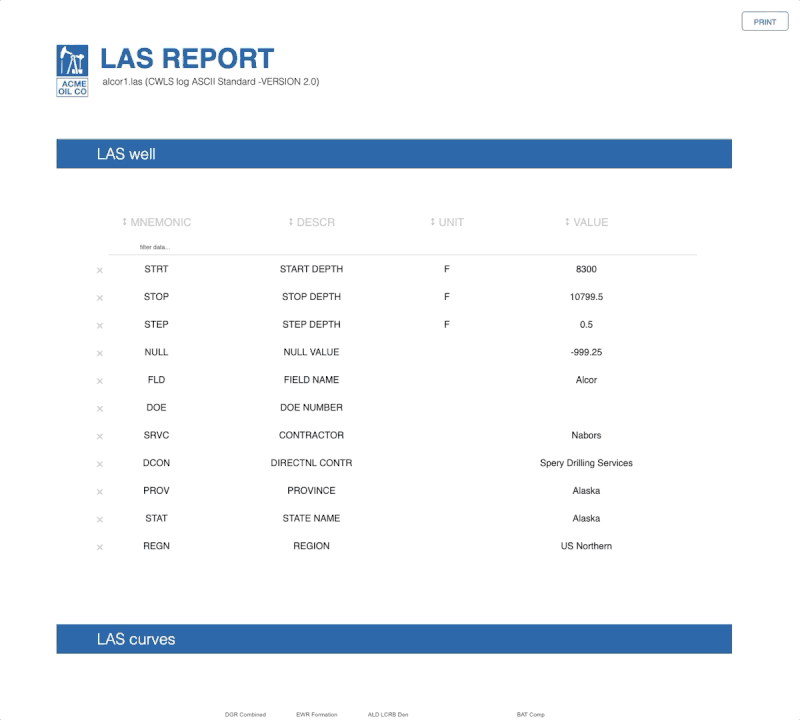 PRINT
LAS REPORT
ACME
OIL CO
alcor1.las (CWLS log ASCII Standard -VERSION 2.0)
LAS well
MNEMONIC DESCR UNIT VALUE
filter data...
STRT START DEPTH F 8300
STOP STOP DEPTH F 10799.5
STEP STEP DEPTH F 0.5
NULL NULL VALUE -999.25
FLD FIELD NAME Alcor
DOE DOE NUMBER
SRVC CONTRACTOR Nabors
DCON DIRECTNL CONTR Spery Drilling Services
PROV PROVINCE Alaska
STAT STATE NAME Alaska
REGN REGION US Northern
LAS curves
DGR Combined EWR Formation ALD LCRB Den BAT Comp